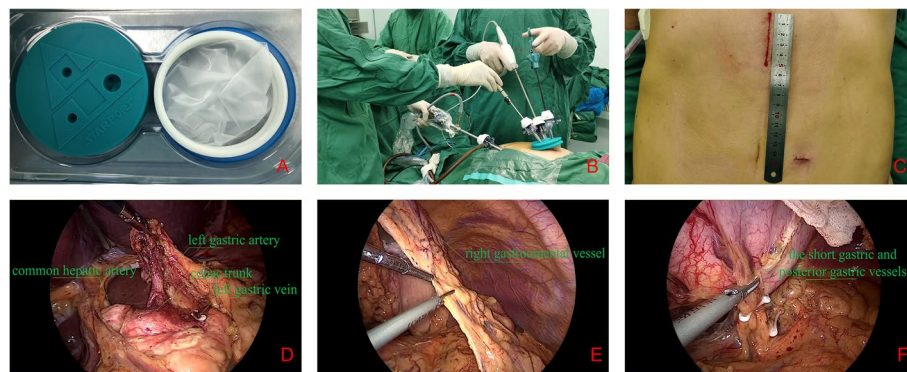 A
B
C
left gastric artery
common hepatic artery
celiac trunk
left gastric vein
D
right gastroomental vessel
E
the short gastric and
posterior gastric vessels
F